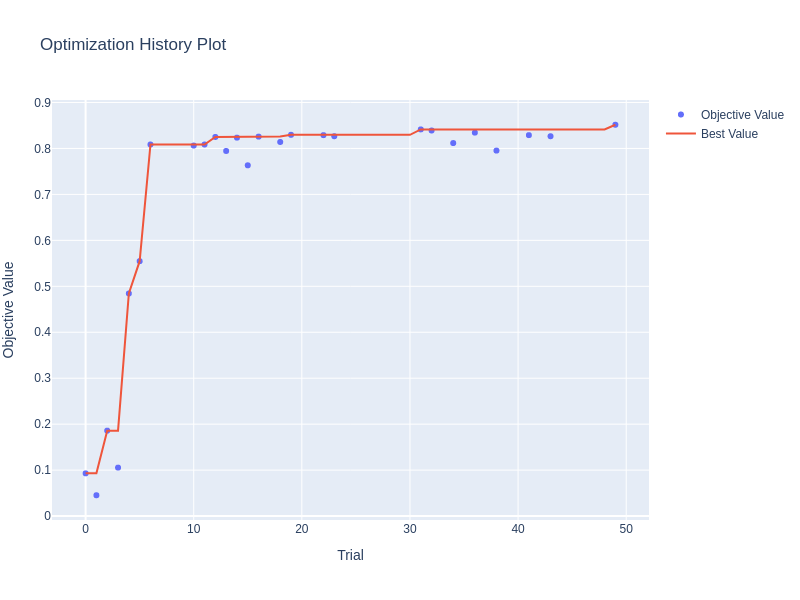 Optimization History Plot
Objective Value
Best Value
0.9
0.8
0.7
0.6
0.5
0.4
0.3
0.2
0.1
0
Objective Value
0 10 20 30 40 50
Trial